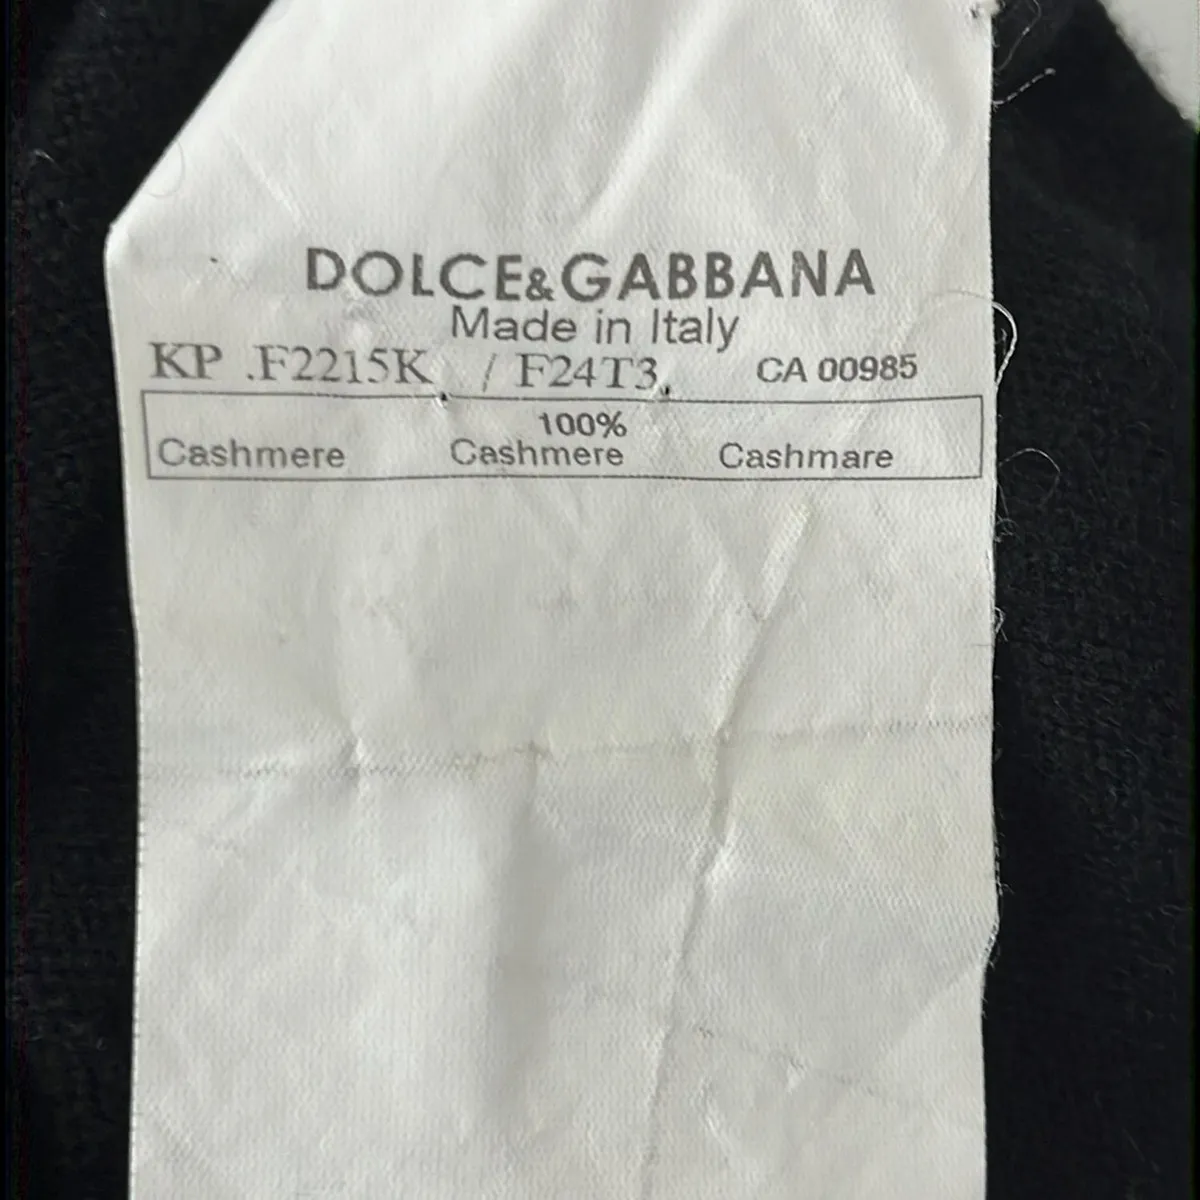 DOLCE&GABBANA
Made in Italy
KP .F2215K / F24T3. CA 00985
100%
Cashmere Cashmere Cashmare